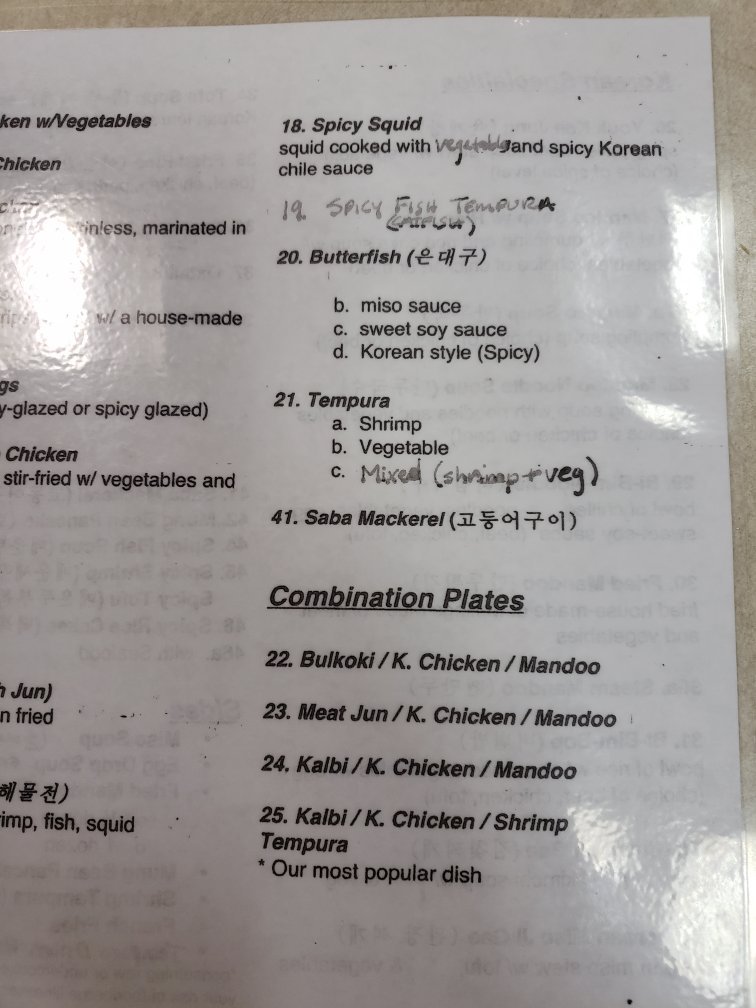 ken w/Vegetables
Chicken
inless, marinated in
w/ a house-made
gs
y-glazed or spicy glazed)
Chicken
stir-fried w/ vegetables and
h Jun)
n fried
해물전)
imp, fish, squid
18. Spicy Squid
squid cooked with vegetables and spicy Korean
chile sauce
19. SPICY FISH TEMPURA
(CATFISH)
20. Butterfish (은대구)
b. miso sauce
c. sweet soy sauce
d. Korean style (Spicy)
21. Tempura
a. Shrimp
b. Vegetable
c. Mixed (shrimp + veg)
41. Saba Mackerel (고등어구이)
Combination Plates
22. Bulkoki / K. Chicken / Mandoo
23. Meat Jun / K. Chicken / Mandoo
24. Kalbi / K. Chicken / Mandoo
25. Kalbi / K. Chicken / Shrimp
Tempura
* Our most popular dish